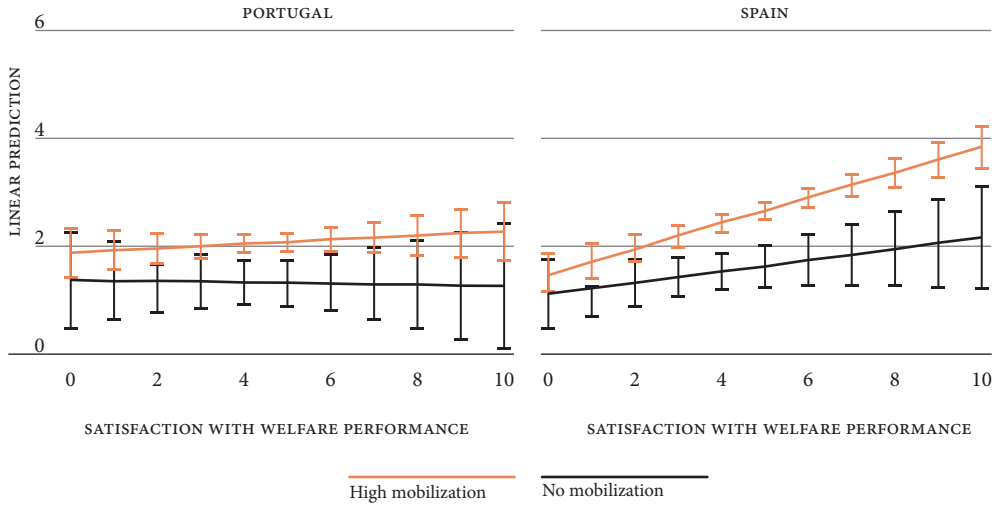 PORTUGAL
SPAIN
LINEAR PREDICTION
6
4
2
0
0 2 4 6 8 10
0 2 4 6 8 10
SATISFACTION WITH WELFARE PERFORMANCE
SATISFACTION WITH WELFARE PERFORMANCE
High mobilization
No mobilization